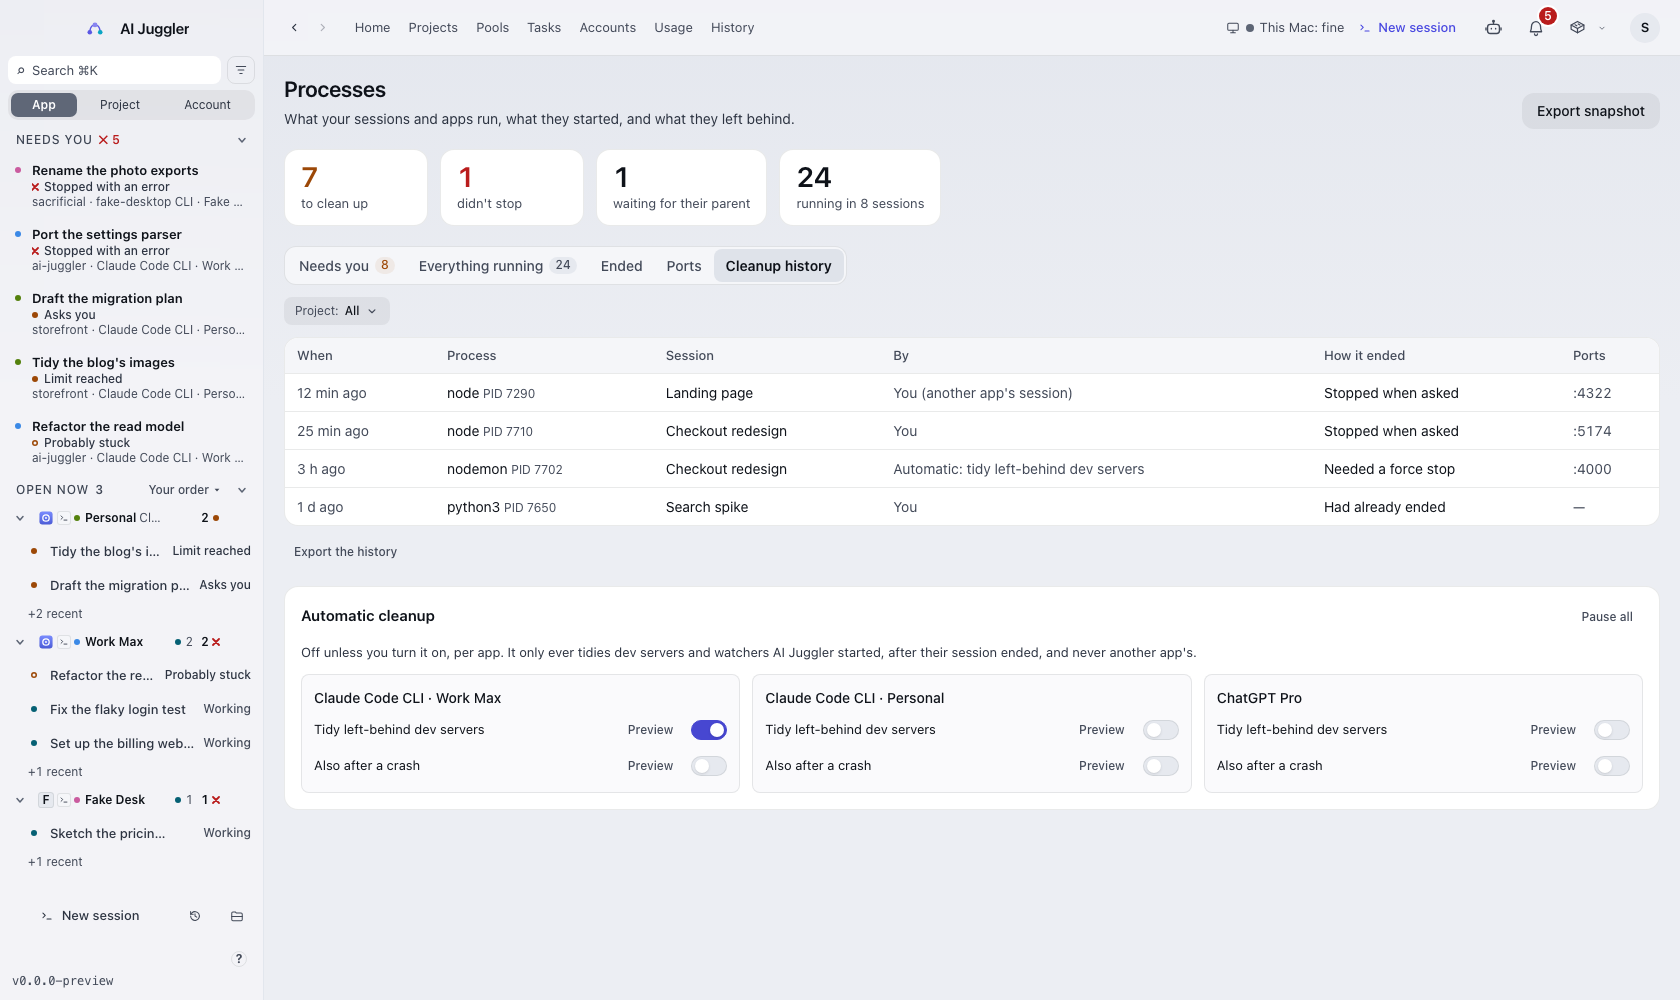 AI Juggler
Search ⌘K
App Project Account
NEEDS YOU 5
Rename the photo exports
Stopped with an error
sacrificial · fake-desktop CLI · Fake ...
Port the settings parser
Stopped with an error
ai-juggler · Claude Code CLI · Work ...
Draft the migration plan
Asks you
storefront · Claude Code CLI · Perso...
Tidy the blog's images
Limit reached
storefront · Claude Code CLI · Perso...
Refactor the read model
Probably stuck
ai-juggler · Claude Code CLI · Work ...
OPEN NOW 3 Your order
Personal Cl... 2
Tidy the blog's i... Limit reached
Draft the migration p... Asks you
+2 recent
Work Max 2 2
Refactor the re... Probably stuck
Fix the flaky login test Working
Set up the billing web... Working
+1 recent
F Fake Desk 1 1
Sketch the pricin... Working
+1 recent
New session
?
v0.0.0-preview
Home Projects Pools Tasks Accounts Usage History
This Mac: fine New session 5 S
Processes
What your sessions and apps run, what they started, and what they left behind.
Export snapshot
7 to clean up
1 didn't stop
1 waiting for their parent
24 running in 8 sessions
Needs you 8 Everything running 24 Ended Ports Cleanup history
Project: All
When Process Session By How it ended Ports
12 min ago node PID 7290 Landing page You (another app's session) Stopped when asked :4322
25 min ago node PID 7710 Checkout redesign You Stopped when asked :5174
3 h ago nodemon PID 7702 Checkout redesign Automatic: tidy left-behind dev servers Needed a force stop :4000
1 d ago python3 PID 7650 Search spike You Had already ended —
Export the history
Automatic cleanup Pause all
Off unless you turn it on, per app. It only ever tidies dev servers and watchers AI Juggler started, after their session ended, and never another app's.
Claude Code CLI · Work Max
Tidy left-behind dev servers Preview
Also after a crash Preview
Claude Code CLI · Personal
Tidy left-behind dev servers Preview
Also after a crash Preview
ChatGPT Pro
Tidy left-behind dev servers Preview
Also after a crash Preview